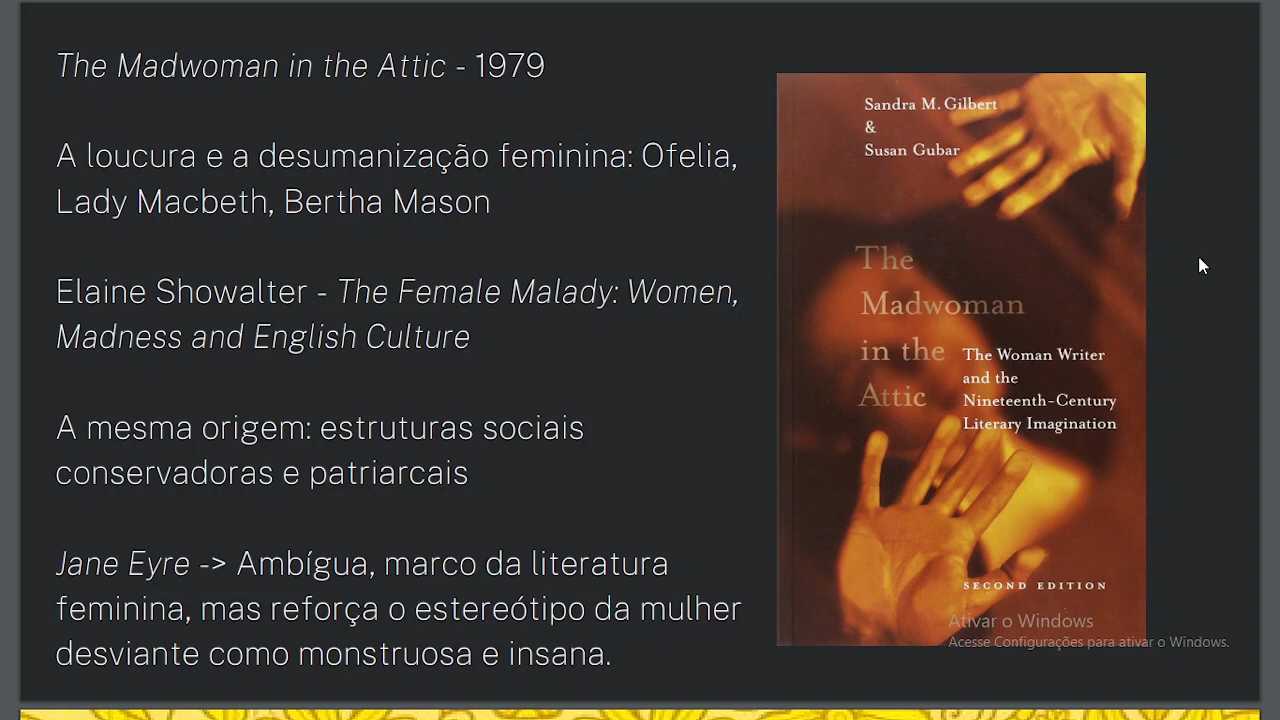 The Madwoman in the Attic - 1979
A loucura e a desumanização feminina: Ofelia,
Lady Macbeth, Bertha Mason
Elaine Showalter - The Female Malady: Women,
Madness and English Culture
A mesma origem: estruturas sociais
conservadoras e patriarcais
Jane Eyre -> Ambígua, marco da literatura
feminina, mas reforça o estereótipo da mulher
desviante como monstruosa e insana.
Sandra M. Gilbert
&
Susan Gubar
The
Madwoman
in the
Attic
The Woman Writer
and the
Nineteenth-Century
Literary Imagination
SECOND EDITION
Ativar o Windows
Acesse Configurações para ativar o Windows.